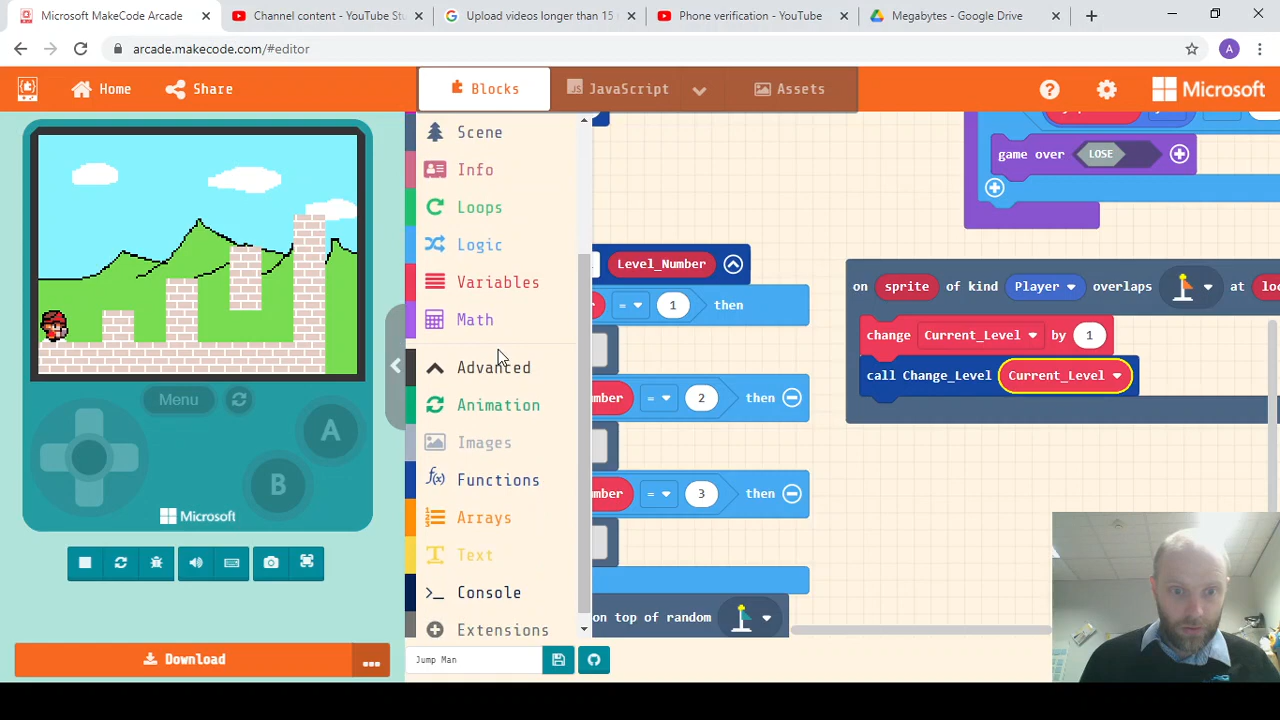 Microsoft MakeCode Arcade
Channel content - YouTube Stu
Upload videos longer than 15 
Phone verification - YouTube
Megabytes - Google Drive
arcade.makecode.com/#editor
A
Home
Share
Blocks
JS
JavaScript
Assets
Microsoft
Menu
A
B
Microsoft
Download
Scene
Info
Loops
Logic
Variables
Math
Advanced
Animation
Images
Functions
Arrays
Text
Console
Extensions
Jump Man
Level_Number
= 1 then
= 2 then
= 3 then
on top of random
game over LOSE
on sprite of kind Player overlaps at
change Current_Level by 1
call Change_Level Current_Level